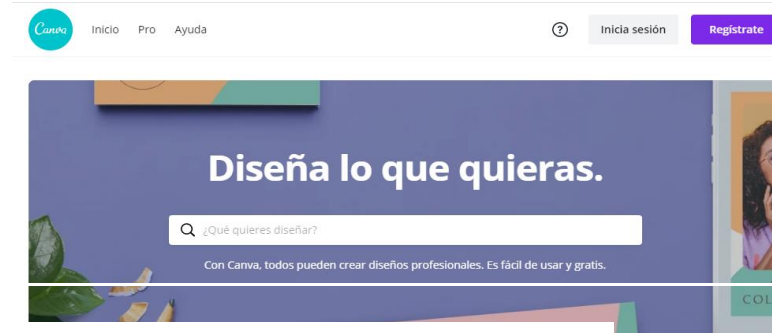 Canva
Inicio Pro Ayuda
? Inicia sesión Regístrate
Diseña lo que quieras.
¿Qué quieres diseñar?
Con Canva, todos pueden crear diseños profesionales. Es fácil de usar y gratis.
COL